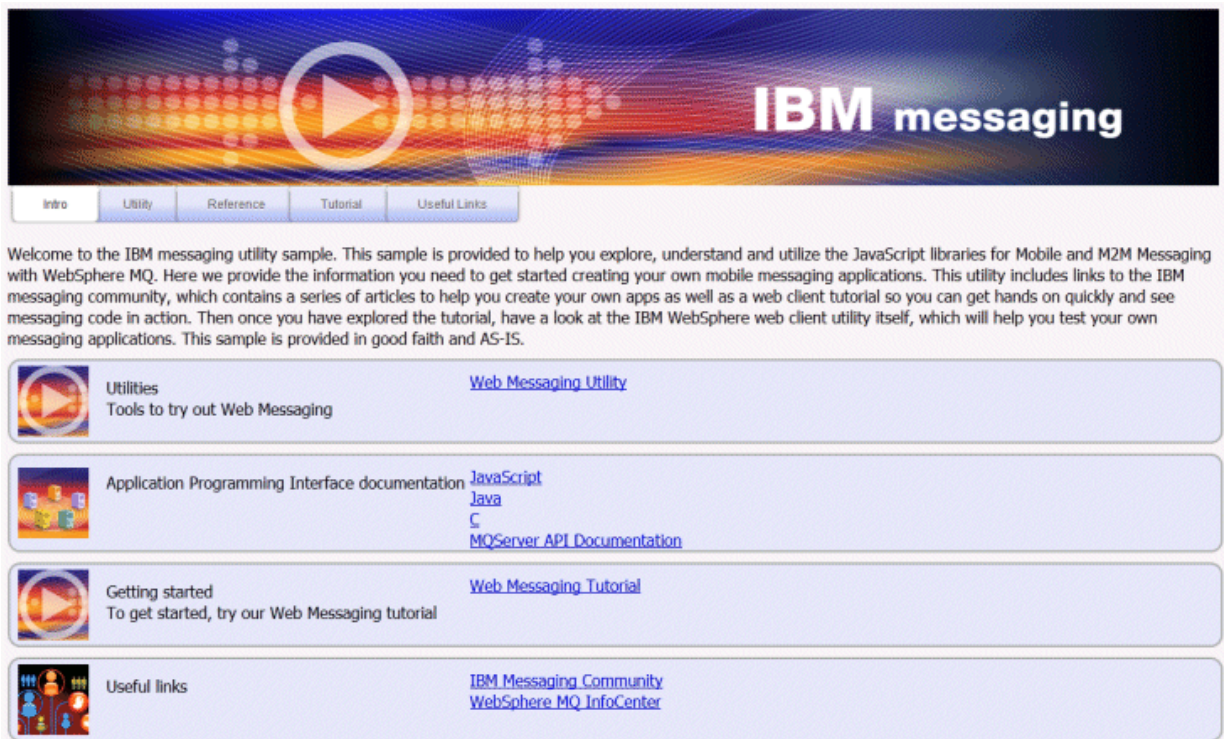 IBM messaging
Intro Utility Reference Tutorial Useful Links
Welcome to the IBM messaging utility sample. This sample is provided to help you explore, understand and utilize the JavaScript libraries for Mobile and M2M Messaging
with WebSphere MQ. Here we provide the information you need to get started creating your own mobile messaging applications. This utility includes links to the IBM
messaging community, which contains a series of articles to help you create your own apps as well as a web client tutorial so you can get hands on quickly and see
messaging code in action. Then once you have explored the tutorial, have a look at the IBM WebSphere web client utility itself, which will help you test your own
messaging applications. This sample is provided in good faith and AS-IS.
Utilities
Tools to try out Web Messaging
Web Messaging Utility
Application Programming Interface documentation
JavaScript
Java
C
MQServer API Documentation
Getting started
To get started, try our Web Messaging tutorial
Web Messaging Tutorial
Useful links
IBM Messaging Community
WebSphere MQ InfoCenter